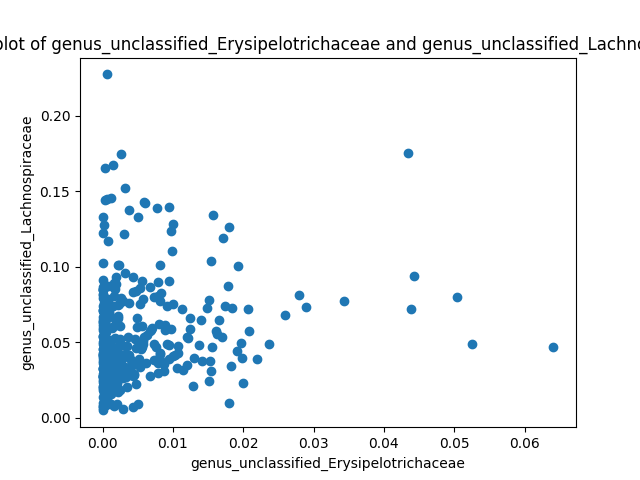 plot of genus_unclassified_Erysipelotrichaceae and genus_unclassified_Lachno
0.20
0.15
0.10
0.05
0.00
genus_unclassified_Lachnospiraceae
0.00 0.01 0.02 0.03 0.04 0.05 0.06
genus_unclassified_Erysipelotrichaceae